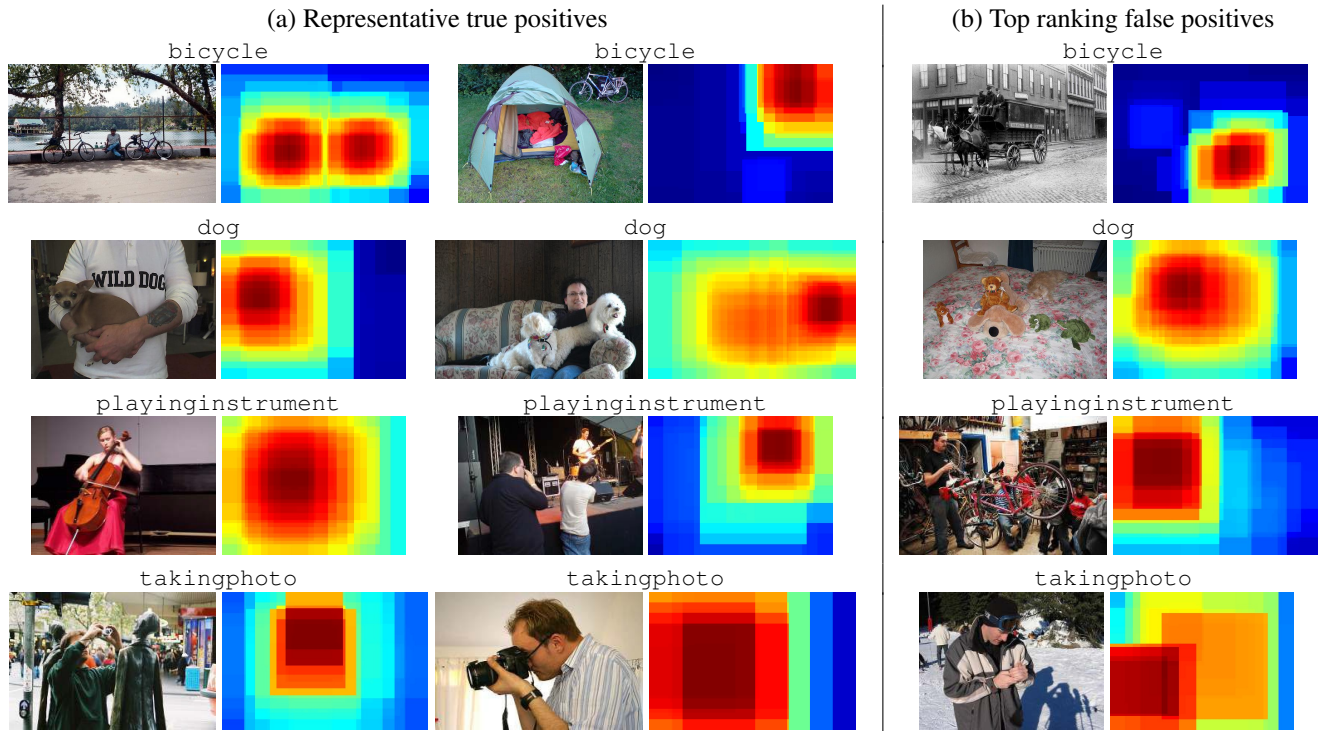 (a) Representative true positives
(b) Top ranking false positives
bicycle
bicycle
bicycle
dog
dog
dog
WILD DOG
playinginstrument
playinginstrument
playinginstrument
takingphoto
takingphoto
takingphoto